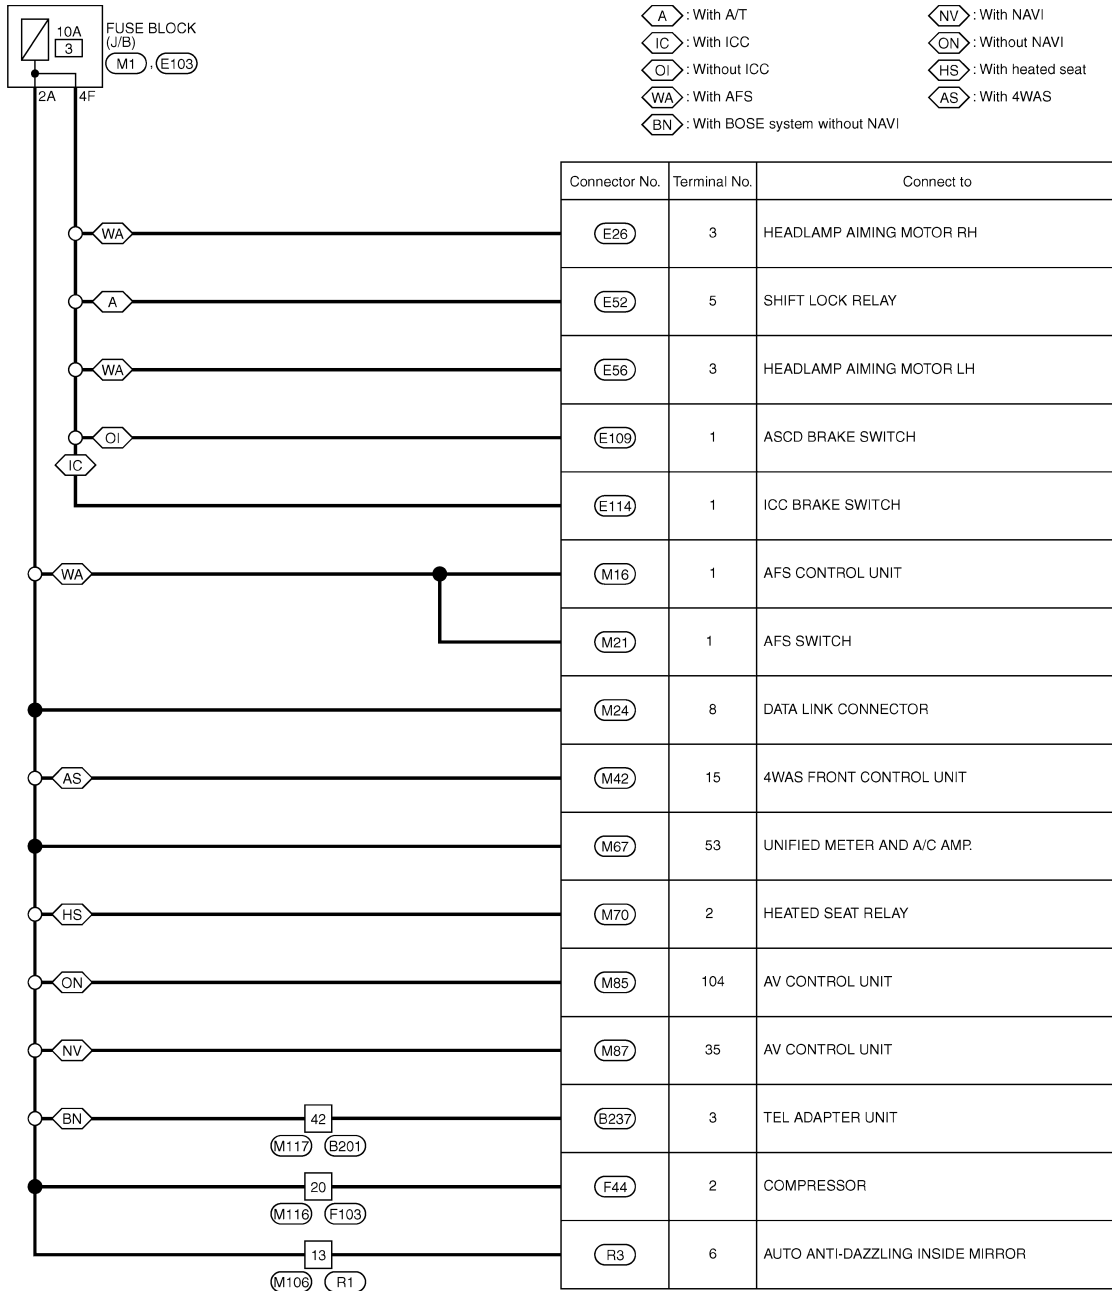 10A
3
FUSE BLOCK
(J/B)
M1 , E103
2A 4F
A : With A/T
IC : With ICC
OI : Without ICC
WA : With AFS
BN : With BOSE system without NAVI
NV : With NAVI
ON : Without NAVI
HS : With heated seat
AS : With 4WAS
Connector No. Terminal No. Connect to
WA E26 3 HEADLAMP AIMING MOTOR RH
A E52 5 SHIFT LOCK RELAY
WA E56 3 HEADLAMP AIMING MOTOR LH
OI E109 1 ASCD BRAKE SWITCH
IC
E114 1 ICC BRAKE SWITCH
WA M16 1 AFS CONTROL UNIT
M21 1 AFS SWITCH
M24 8 DATA LINK CONNECTOR
AS M42 15 4WAS FRONT CONTROL UNIT
M67 53 UNIFIED METER AND A/C AMP.
HS M70 2 HEATED SEAT RELAY
ON M85 104 AV CONTROL UNIT
NV M87 35 AV CONTROL UNIT
BN 42 B237 3 TEL ADAPTER UNIT
M117 B201
20 F44 2 COMPRESSOR
M116 F103
13 R3 6 AUTO ANTI-DAZZLING INSIDE MIRROR
M106 R1